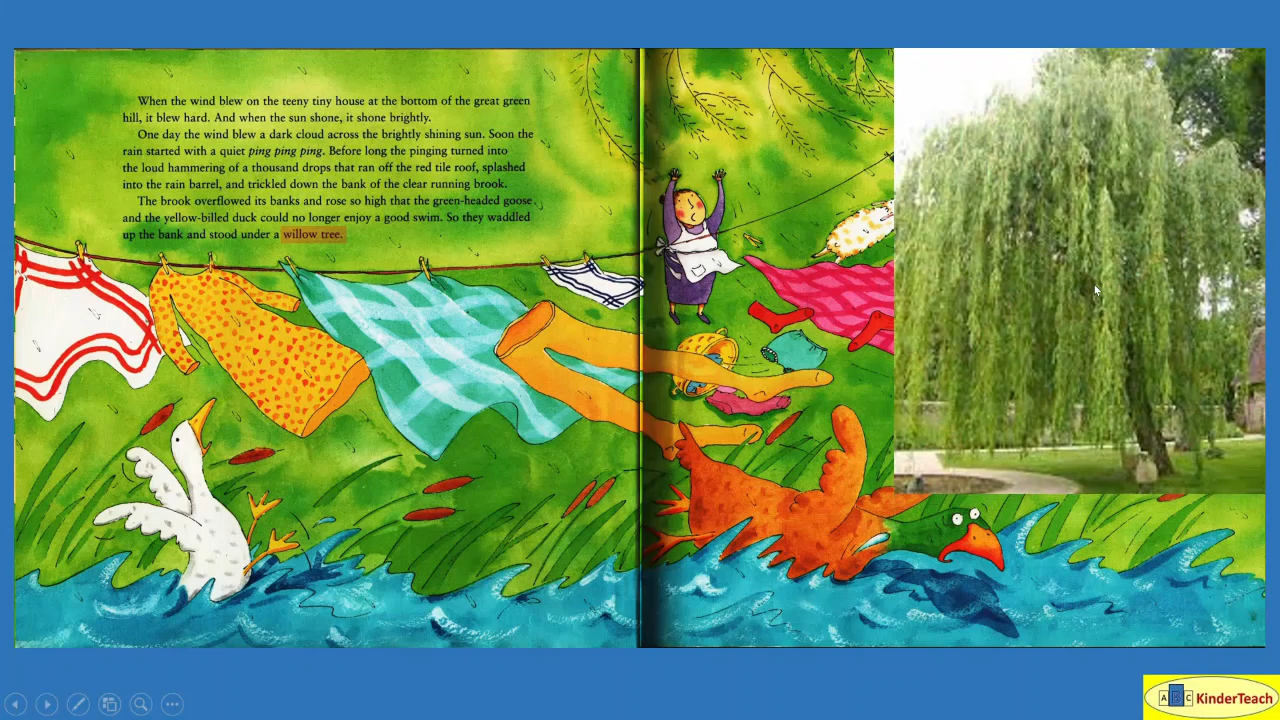 When the wind blew on the teeny tiny house at the bottom of the great green
hill, it blew hard. And when the sun shone, it shone brightly.
One day the wind blew a dark cloud across the brightly shining sun. Soon the
rain started with a quiet ping ping ping. Before long the pinging turned into
the loud hammering of a thousand drops that ran off the red tile roof, splashed
into the rain barrel, and trickled down the bank of the clear running brook.
The brook overflowed its banks and rose so high that the green-headed goose
and the yellow-billed duck could no longer enjoy a good swim. So they waddled
up the bank and stood under a willow tree.
ABC KinderTeach